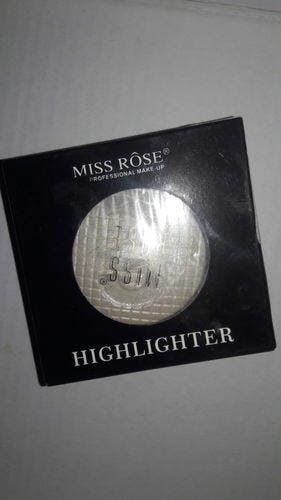 MISS RÔSE®
PROFESSIONAL MAKE-UP
HIGHLIGHTER